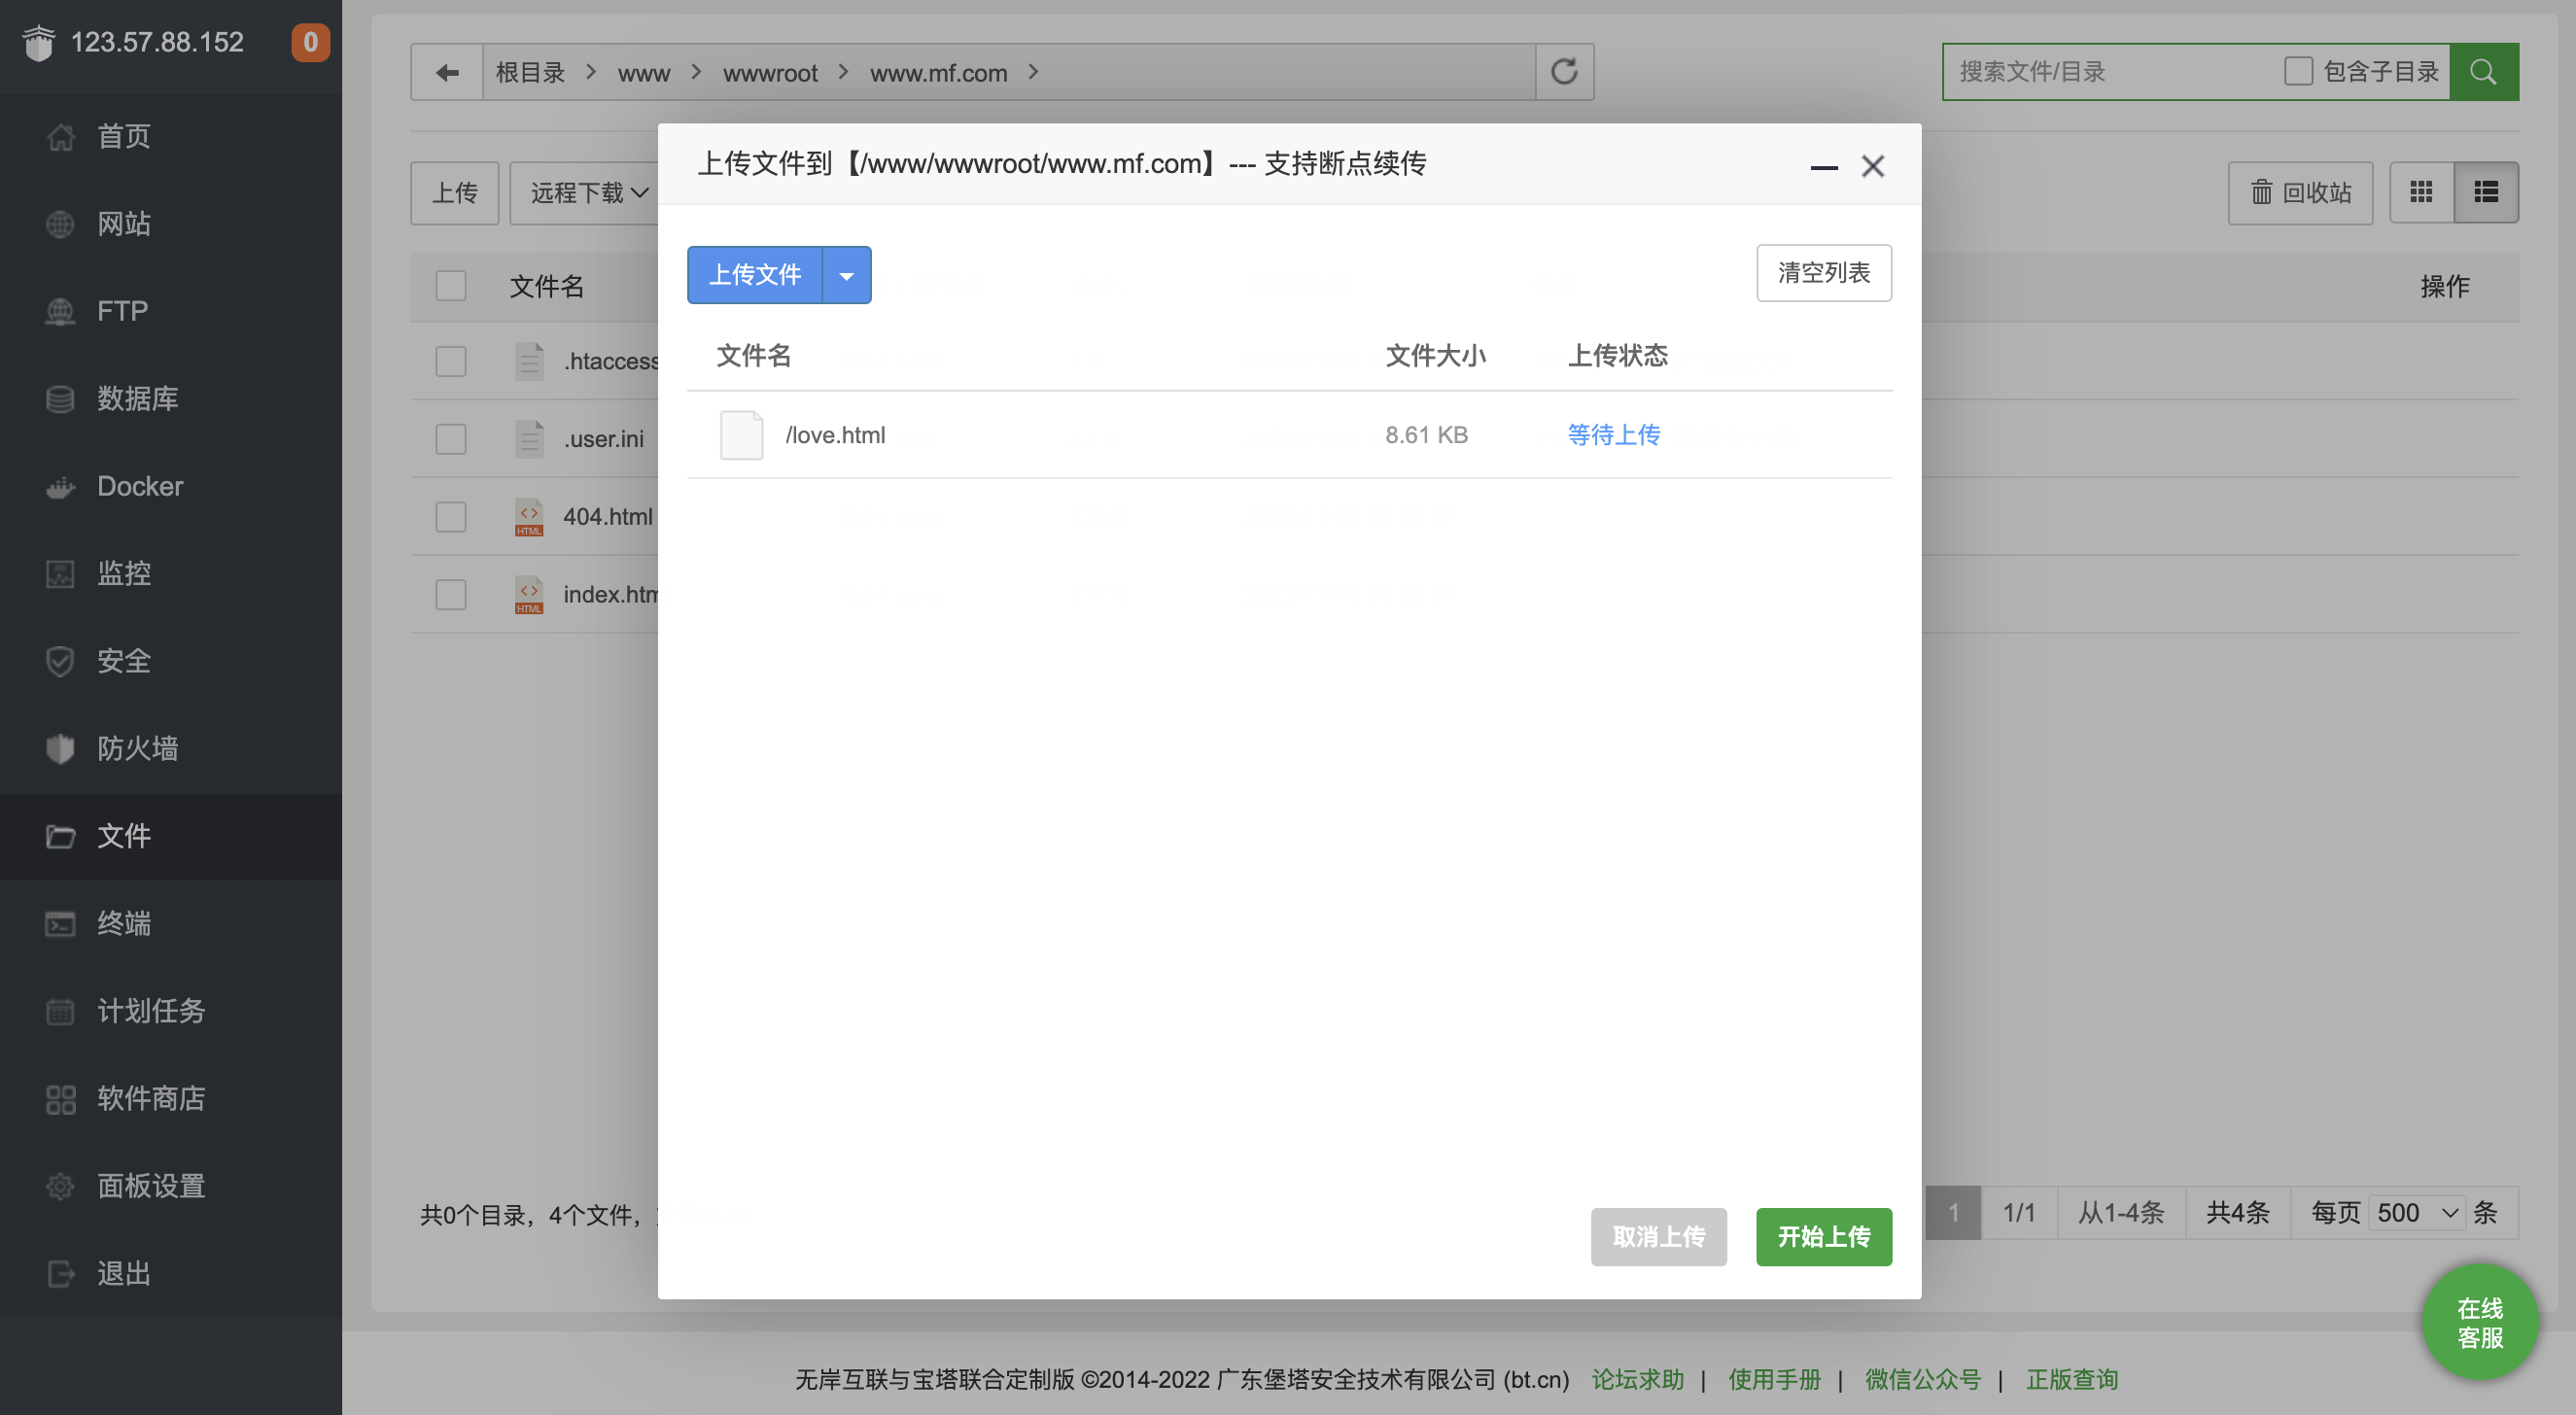 123.57.88.152
0
首页
网站
FTP
数据库
Docker
监控
安全
防火墙
文件
终端
计划任务
软件商店
面板设置
退出
根目录 > www > wwwroot > www.mf.com >
搜索文件/目录
包含子目录
上传
远程下载
回收站
文件名
操作
.htaccess
.user.ini
404.html
HTML
index.htm
HTML
上传文件到【/www/wwwroot/www.mf.com】--- 支持断点续传
上传文件
清空列表
文件名 文件大小 上传状态
/love.html 8.61 KB 等待上传
取消上传
开始上传
共0个目录，4个文件，
1 1/1 从1-4条 共4条 每页 500 条
在线
客服
无岸互联与宝塔联合定制版 ©2014-2022 广东堡塔安全技术有限公司 (bt.cn) 论坛求助 | 使用手册 | 微信公众号 | 正版查询